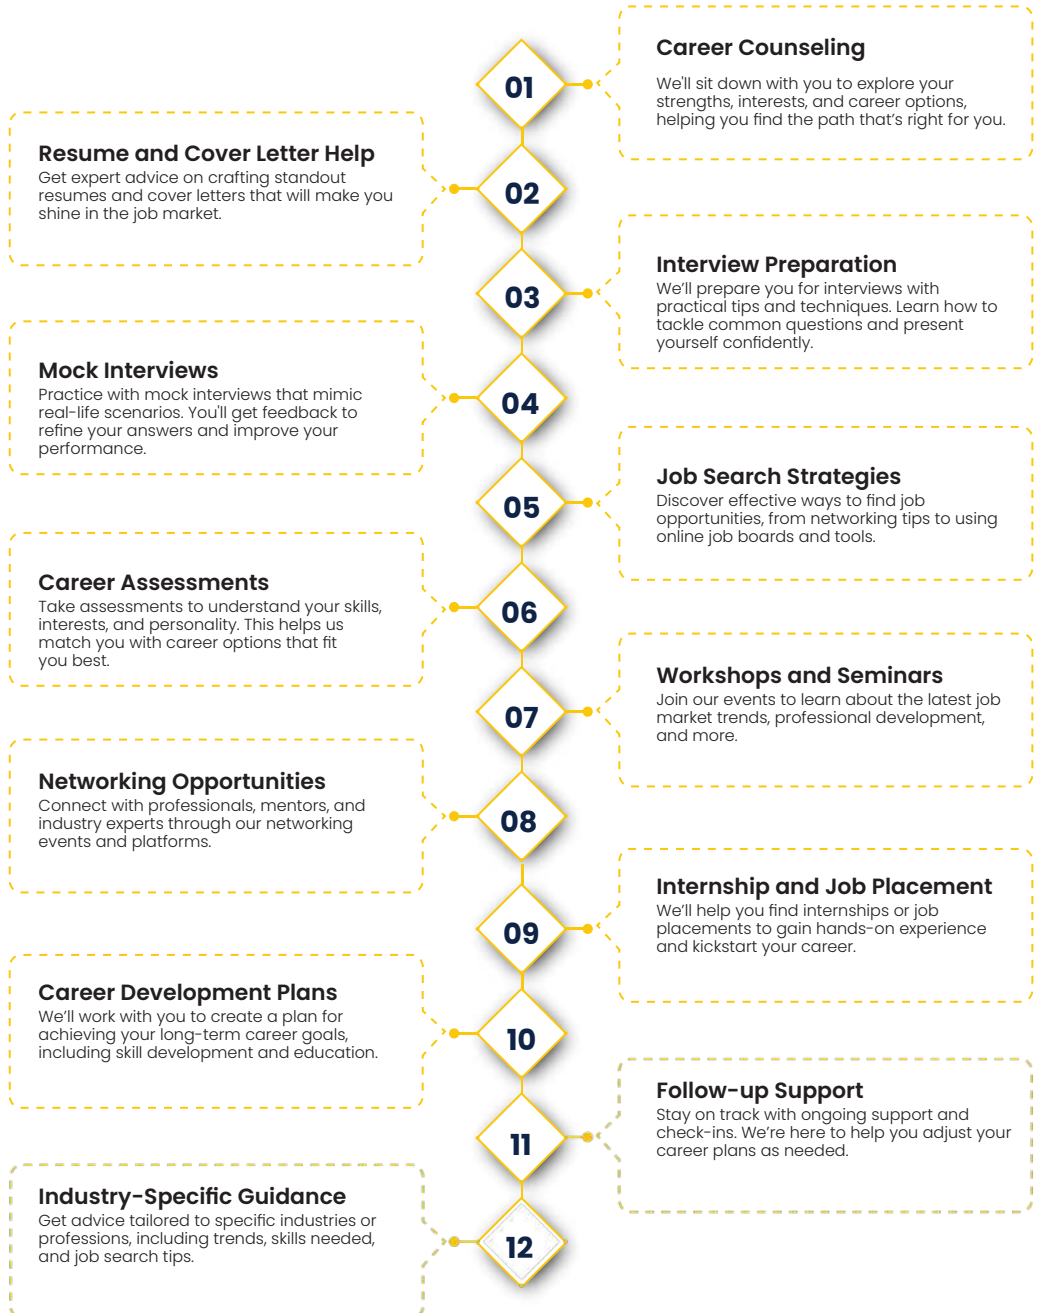 01
Career Counseling
We'll sit down with you to explore your
strengths, interests, and career options,
helping you find the path that's right for you.
02
Resume and Cover Letter Help
Get expert advice on crafting standout
resumes and cover letters that will make you
shine in the job market.
03
Interview Preparation
We'll prepare you for interviews with
practical tips and techniques. Learn how to
tackle common questions and present
yourself confidently.
04
Mock Interviews
Practice with mock interviews that mimic
real-life scenarios. You'll get feedback to
refine your answers and improve your
performance.
05
Job Search Strategies
Discover effective ways to find job
opportunities, from networking tips to using
online job boards and tools.
06
Career Assessments
Take assessments to understand your skills,
interests, and personality. This helps us
match you with career options that fit
you best.
07
Workshops and Seminars
Join our events to learn about the latest job
market trends, professional development,
and more.
08
Networking Opportunities
Connect with professionals, mentors, and
industry experts through our networking
events and platforms.
09
Internship and Job Placement
We'll help you find internships or job
placements to gain hands-on experience
and kickstart your career.
10
Career Development Plans
We'll work with you to create a plan for
achieving your long-term career goals,
including skill development and education.
11
Follow-up Support
Stay on track with ongoing support and
check-ins. We're here to help you adjust your
career plans as needed.
12
Industry-Specific Guidance
Get advice tailored to specific industries or
professions, including trends, skills needed,
and job search tips.